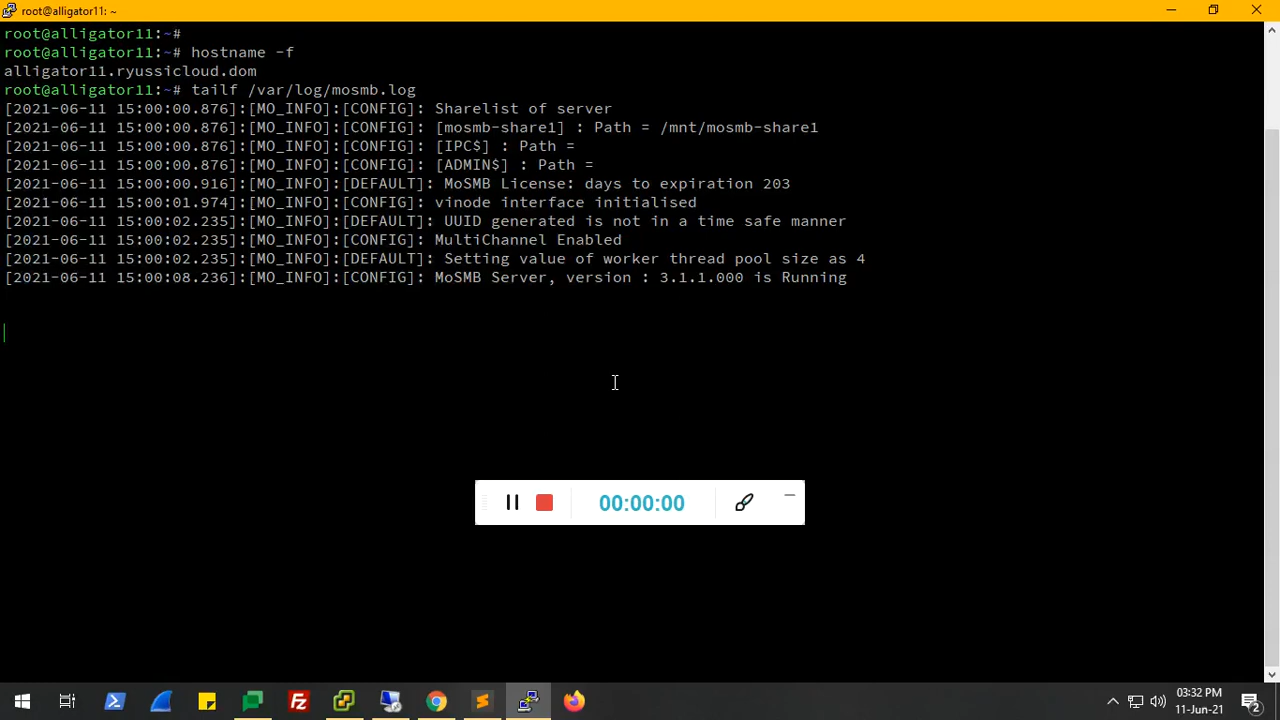 root@alligator11: ~
root@alligator11:~#
root@alligator11:~# hostname -f
alligator11.ryussicloud.dom
root@alligator11:~# tailf /var/log/mosmb.log
[2021-06-11 15:00:00.876]:[MO_INFO]:[CONFIG]: Sharelist of server
[2021-06-11 15:00:00.876]:[MO_INFO]:[CONFIG]: [mosmb-share1] : Path = /mnt/mosmb-share1
[2021-06-11 15:00:00.876]:[MO_INFO]:[CONFIG]: [IPC$] : Path =
[2021-06-11 15:00:00.876]:[MO_INFO]:[CONFIG]: [ADMIN$] : Path =
[2021-06-11 15:00:00.916]:[MO_INFO]:[DEFAULT]: MoSMB License: days to expiration 203
[2021-06-11 15:00:01.974]:[MO_INFO]:[CONFIG]: vinode interface initialised
[2021-06-11 15:00:02.235]:[MO_INFO]:[DEFAULT]: UUID generated is not in a time safe manner
[2021-06-11 15:00:02.235]:[MO_INFO]:[CONFIG]: MultiChannel Enabled
[2021-06-11 15:00:02.235]:[MO_INFO]:[DEFAULT]: Setting value of worker thread pool size as 4
[2021-06-11 15:00:08.236]:[MO_INFO]:[CONFIG]: MoSMB Server, version : 3.1.1.000 is Running
00:00:00
03:32 PM
11-Jun-21
2